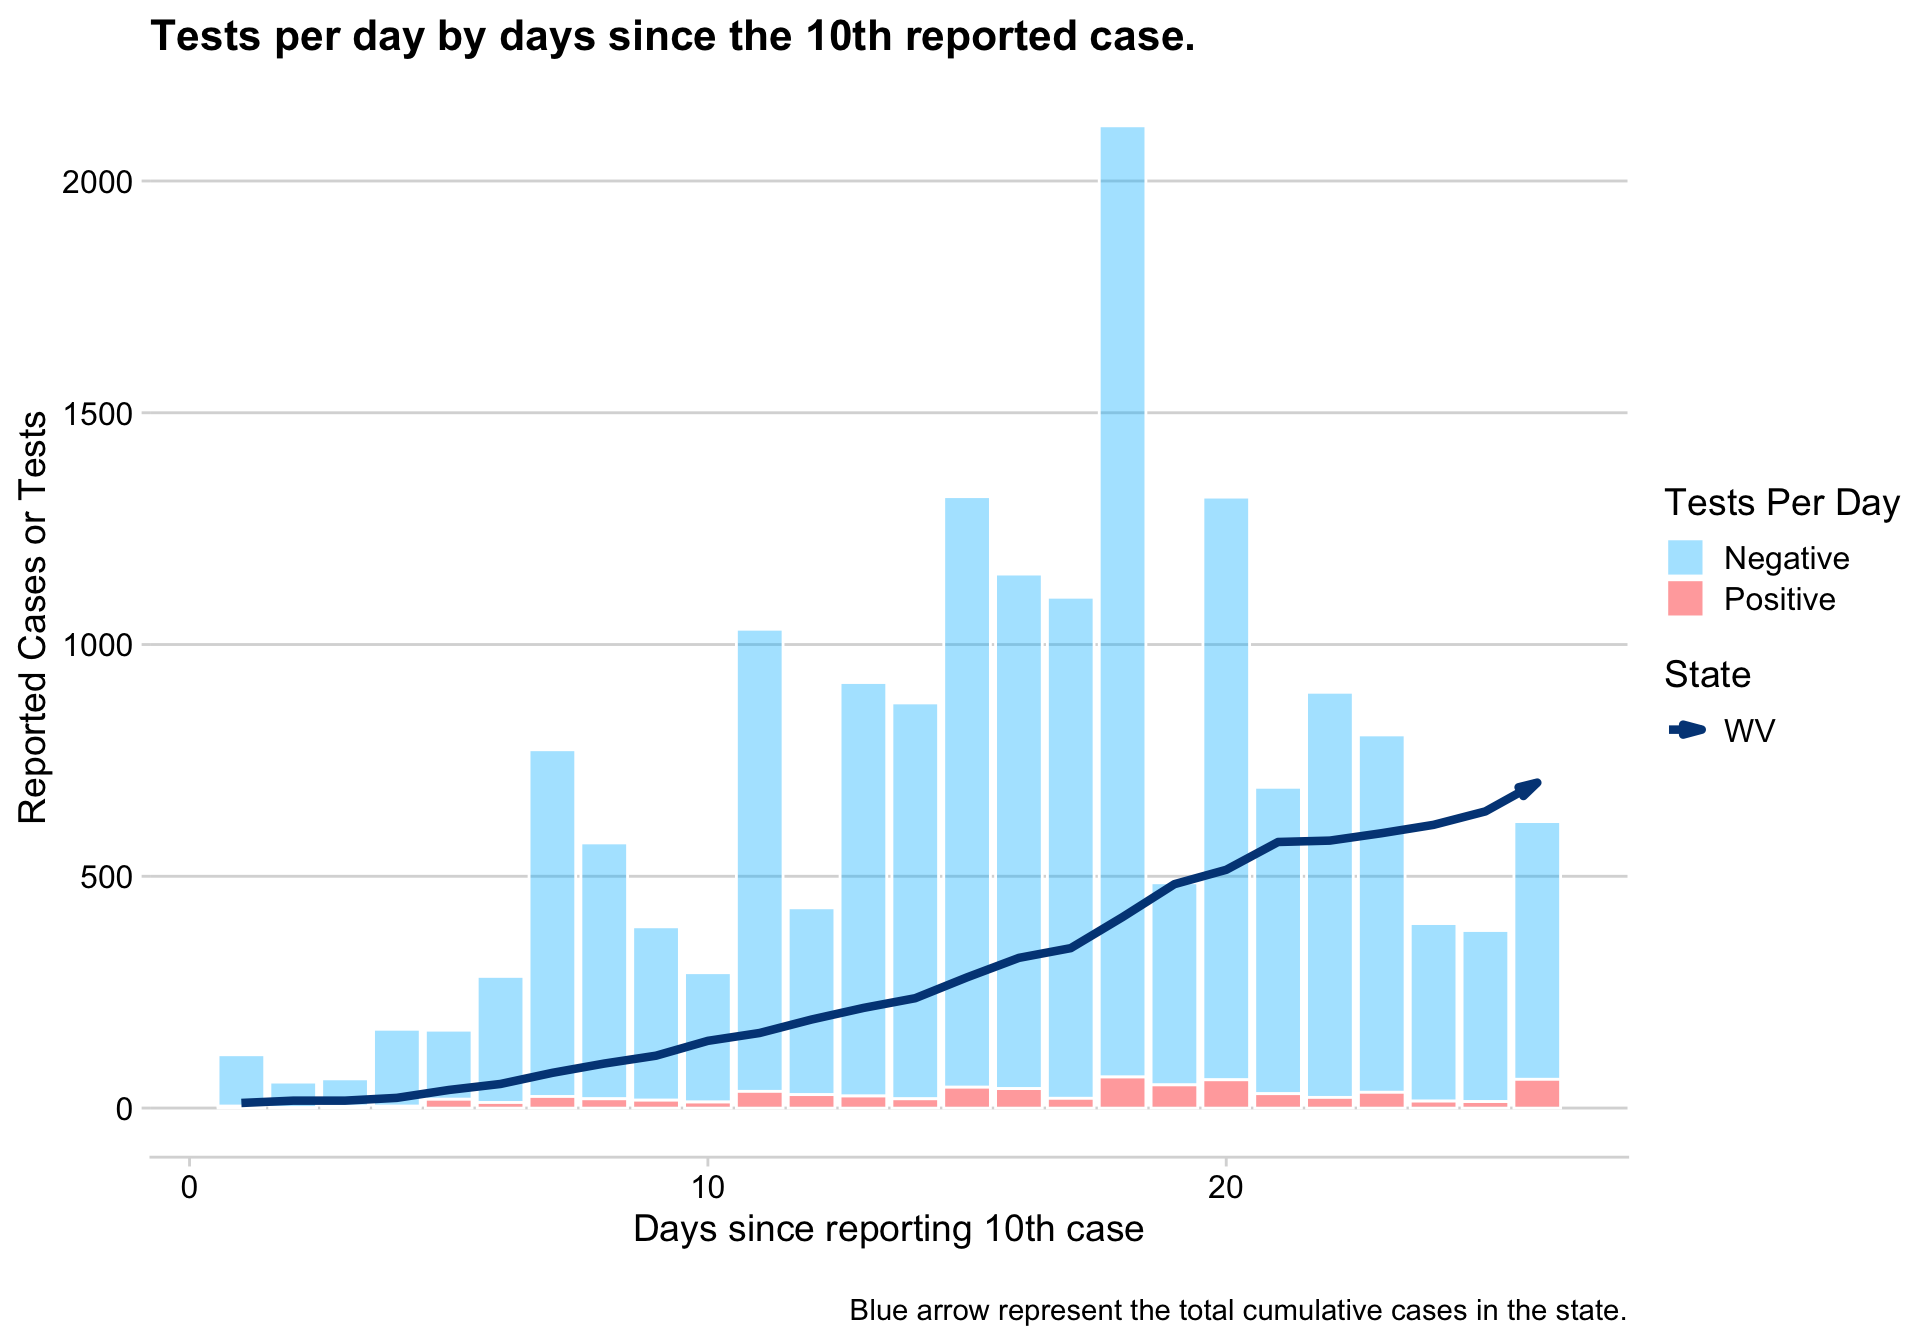 Tests per day by days since the 10th reported case.
2000
1500
1000
500
0
Reported Cases or Tests
0
10
20
Days since reporting 10th case
Tests Per Day
Negative
Positive
State
WV
Blue arrow represent the total cumulative cases in the state.